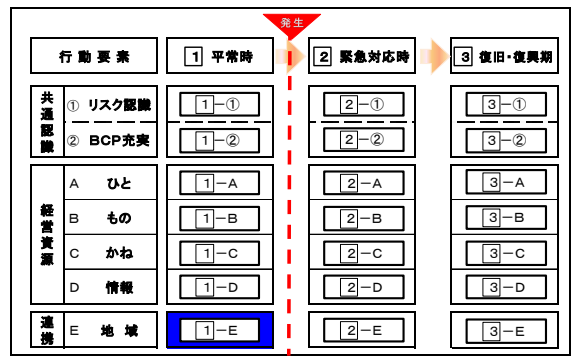 発生
行動要素 1 平常時 2 緊急対応時 3 復旧・復興期
共通認識
① リスク認識 1－① 2－① 3－①
② BCP充実 1－② 2－② 3－②
経営資源
A ひと 1－A 2－A 3－A
B もの 1－B 2－B 3－B
C かね 1－C 2－C 3－C
D 情報 1－D 2－D 3－D
連携
E 地域 1－E 2－E 3－E